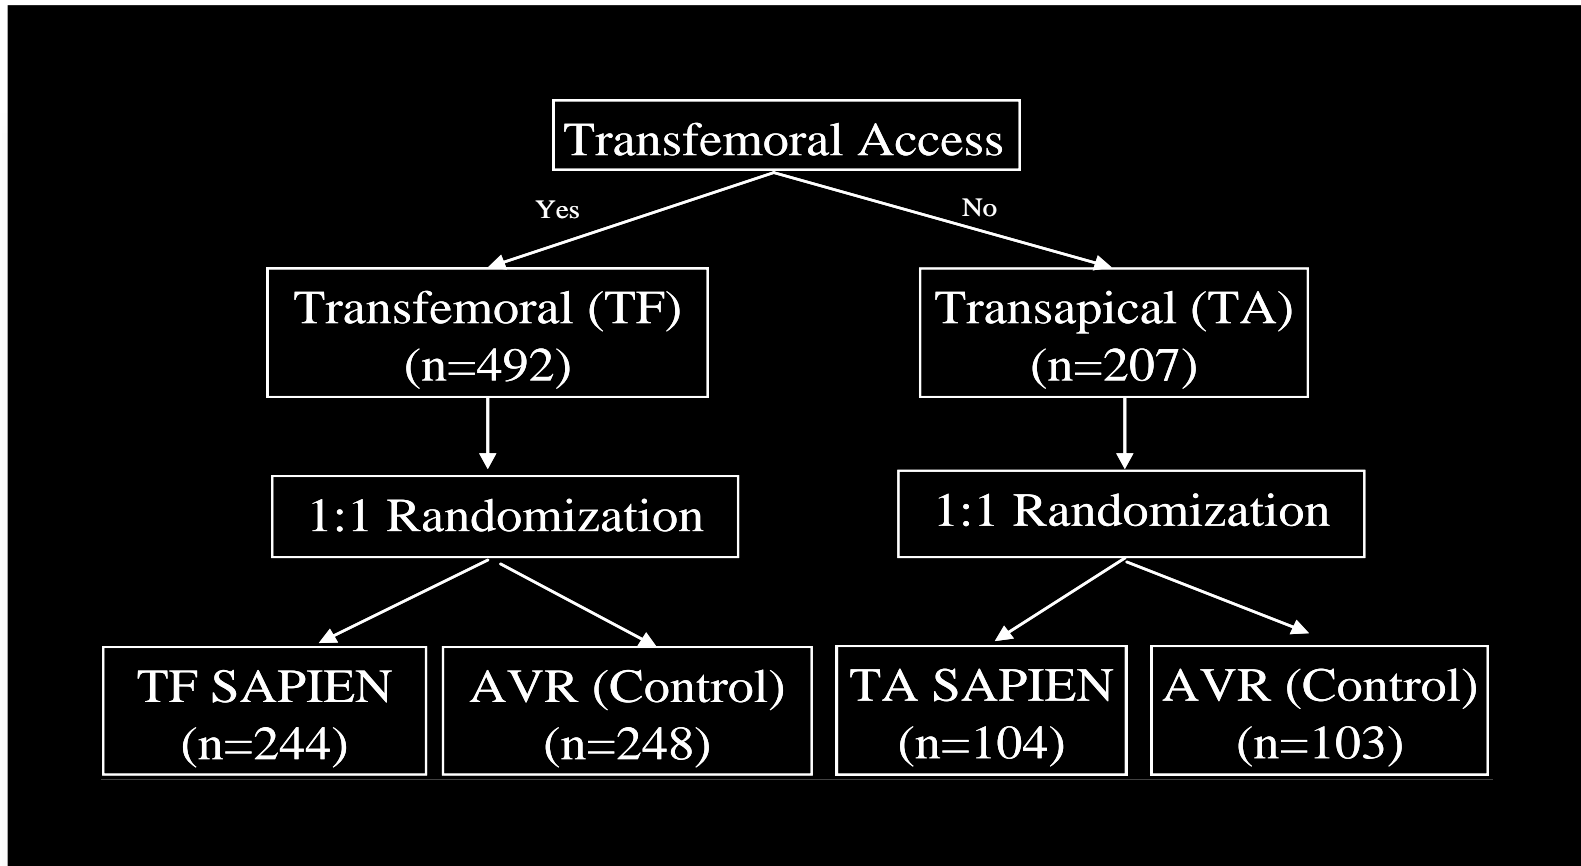 Transfemoral Access
Yes
No
Transfemoral (TF)
(n=492)
Transapical (TA)
(n=207)
1:1 Randomization
1:1 Randomization
TF SAPIEN
(n=244)
AVR (Control)
(n=248)
TA SAPIEN
(n=104)
AVR (Control)
(n=103)